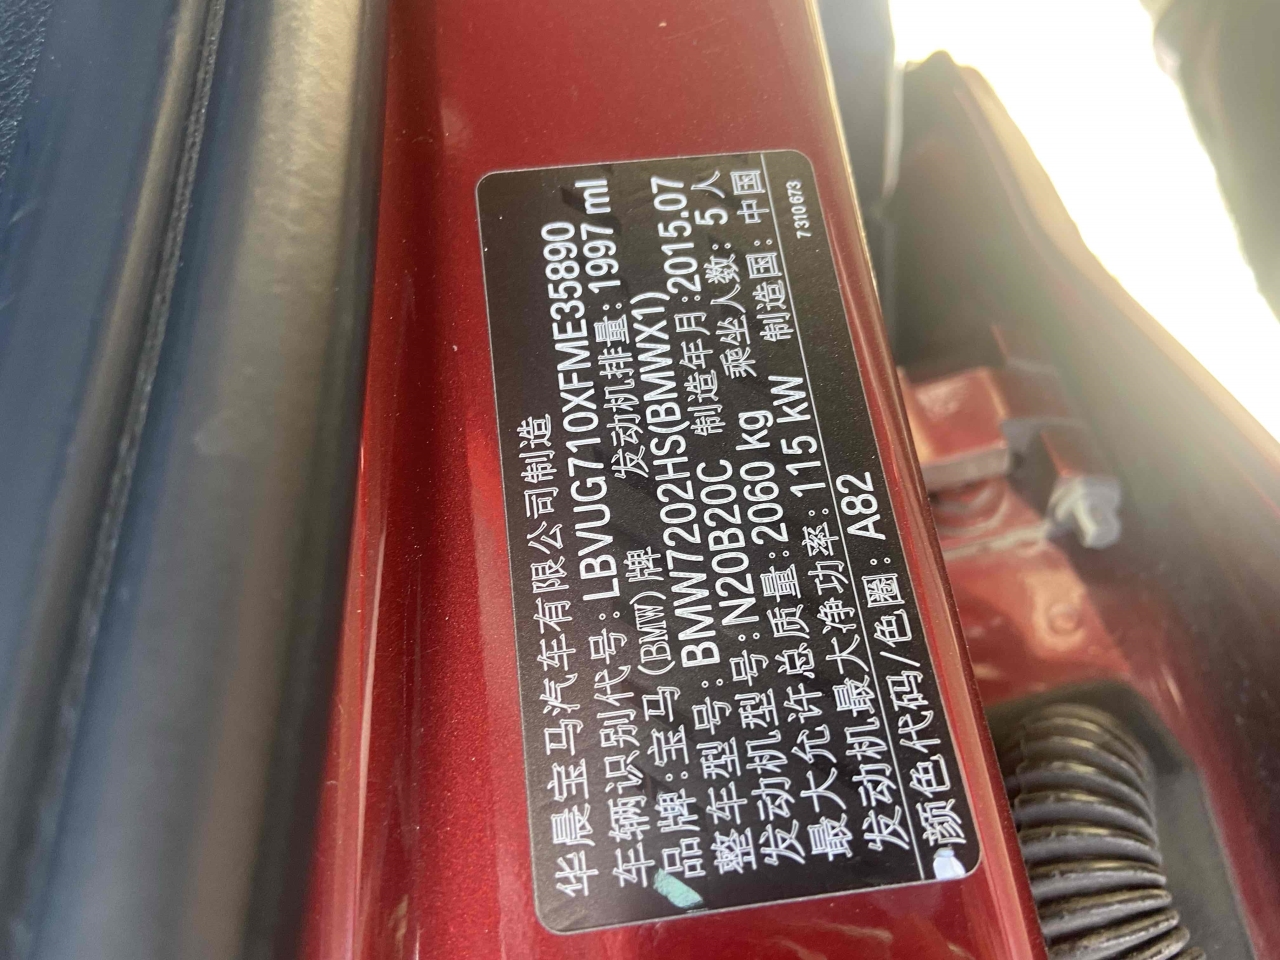 华晨宝马汽车有限公司制造
车辆识别代号:LBVUG710XFME35890
品牌:宝马(BMW)牌 发动机排量:1997 ml
整车型号:BMW7202HS(BMWX1)
发动机型号:N20B20C 制造年月:2015.07
最大允许总质量:2060 kg 乘坐人数: 5 人
发动机最大净功率:115 kW 制造国: 中国
颜色代码/色圈: A82
7310673